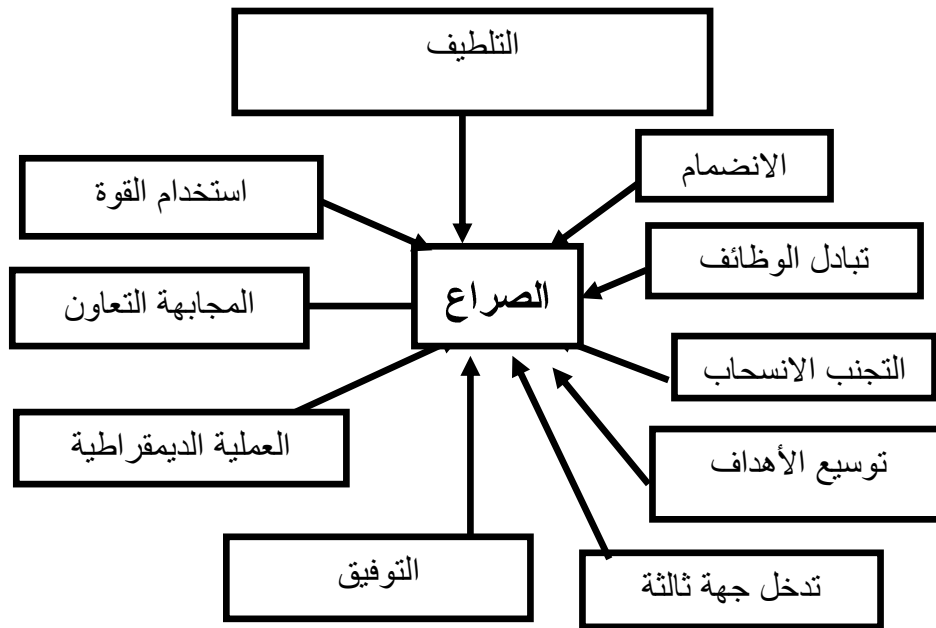 التلطيف
الانضمام
استخدام القوة
تبادل الوظائف
الصراع
المجابهة التعاون
التجنب الانسحاب
العملية الديمقراطية
توسيع الأهداف
التوفيق
تدخل جهة ثالثة